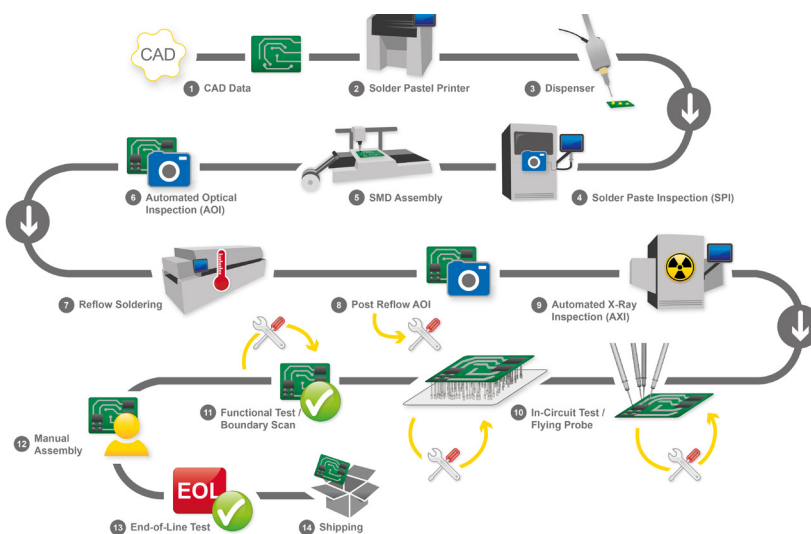 CAD
1 CAD Data
2 Solder Pastel Printer
3 Dispenser
4 Solder Paste Inspection (SPI)
5 SMD Assembly
6 Automated Optical
Inspection (AOI)
7 Reflow Soldering
8 Post Reflow AOI
9 Automated X-Ray
Inspection (AXI)
10 In-Circuit Test /
Flying Probe
11 Functional Test /
Boundary Scan
12 Manual
Assembly
EOL
13 End-of-Line Test
14 Shipping